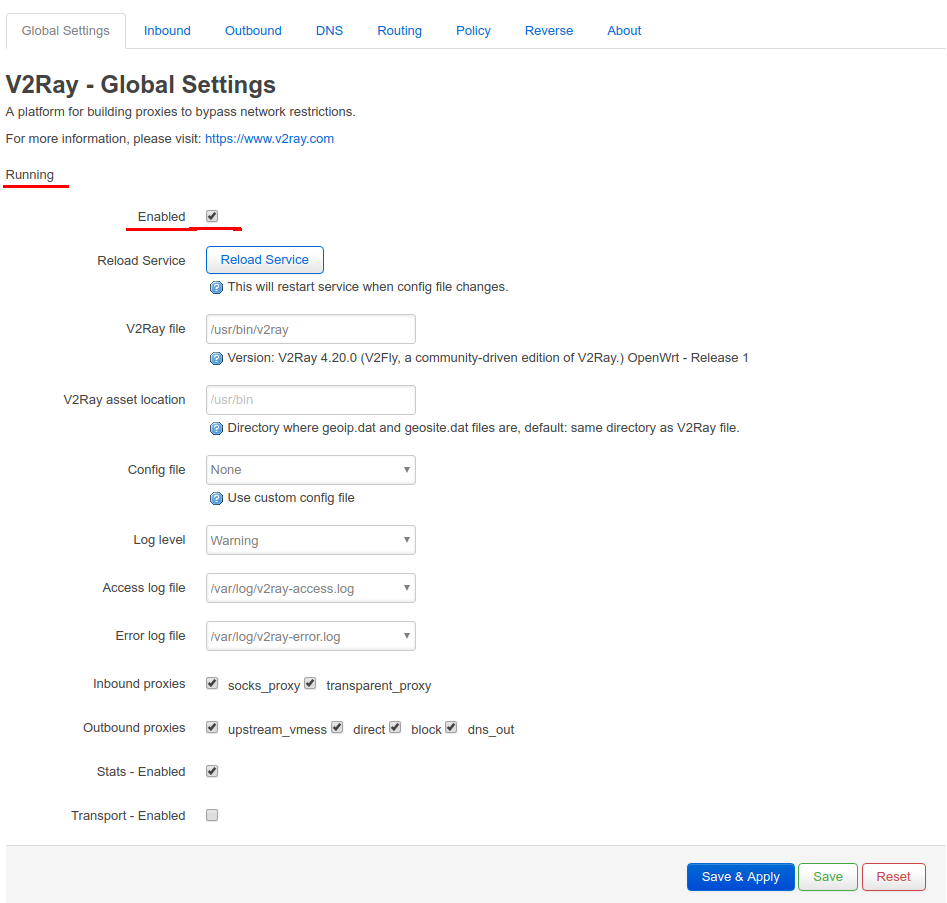 Global Settings Inbound Outbound DNS Routing Policy Reverse About
V2Ray - Global Settings
A platform for building proxies to bypass network restrictions.
For more information, please visit: https://www.v2ray.com
Running
Enabled
Reload Service Reload Service
This will restart service when config file changes.
V2Ray file /usr/bin/v2ray
Version: V2Ray 4.20.0 (V2Fly, a community-driven edition of V2Ray.) OpenWrt - Release 1
V2Ray asset location /usr/bin
Directory where geoip.dat and geosite.dat files are, default: same directory as V2Ray file.
Config file None
Use custom config file
Log level Warning
Access log file /var/log/v2ray-access.log
Error log file /var/log/v2ray-error.log
Inbound proxies socks_proxy transparent_proxy
Outbound proxies upstream_vmess direct block dns_out
Stats - Enabled
Transport - Enabled
Save & Apply Save Reset